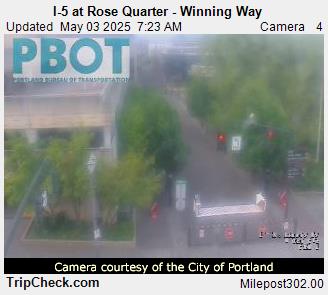 I-5 at Rose Quarter - Winning Way
Updated May 03 2025 7:23 AM Camera 4
PBOT
PORTLAND BUREAU OF TRANSPORTATION
Camera courtesy of the City of Portland
TripCheck.com Milepost302.00